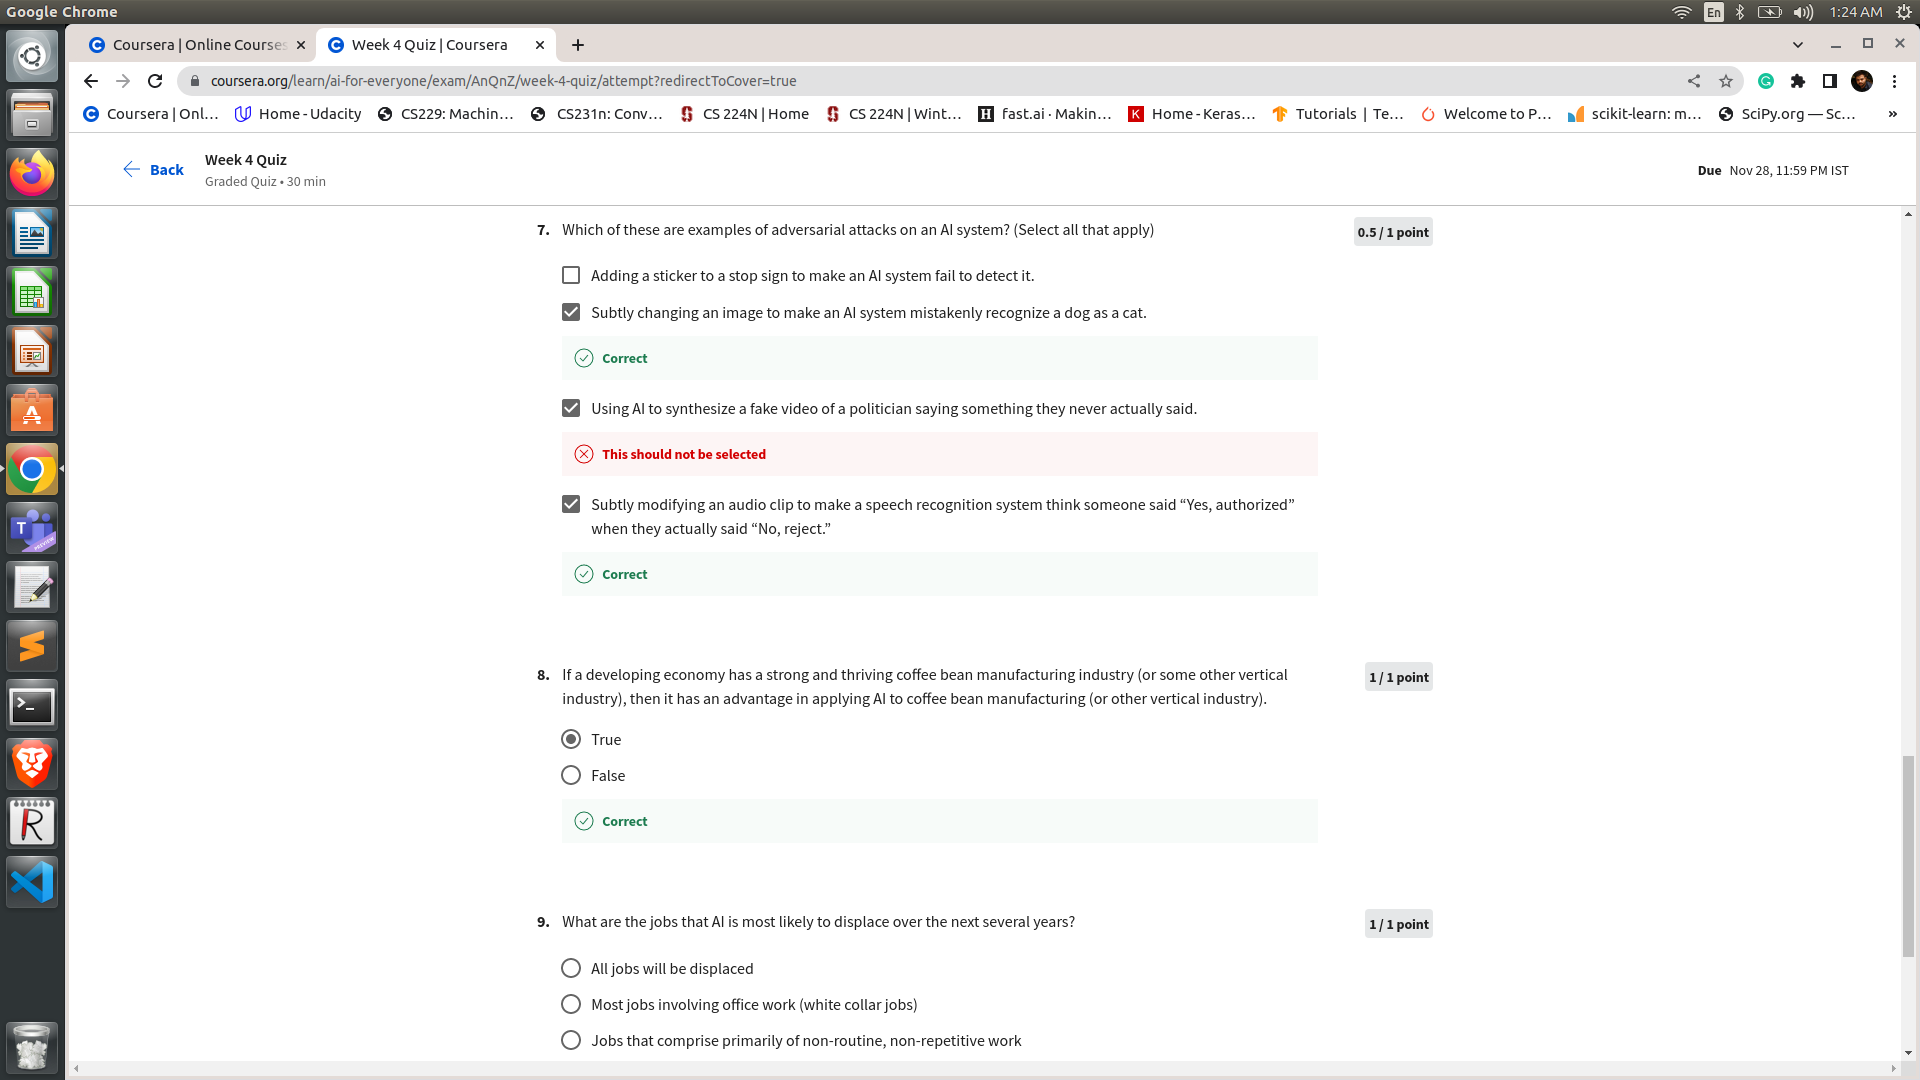 Google Chrome
En
1:24 AM
Coursera | Online Courses
Week 4 Quiz | Coursera
coursera.org/learn/ai-for-everyone/exam/AnQnZ/week-4-quiz/attempt?redirectToCover=true
Coursera | Onl...
Home - Udacity
CS229: Machin...
CS231n: Conv...
CS 224N | Home
CS 224N | Wint...
fast.ai · Makin...
Home - Keras...
Tutorials | Te...
Welcome to P...
scikit-learn: m...
SciPy.org — Sc...
»
Back
Week 4 Quiz
Graded Quiz • 30 min
Due Nov 28, 11:59 PM IST
7. Which of these are examples of adversarial attacks on an AI system? (Select all that apply)
0.5 / 1 point
Adding a sticker to a stop sign to make an AI system fail to detect it.
Subtly changing an image to make an AI system mistakenly recognize a dog as a cat.
Correct
Using AI to synthesize a fake video of a politician saying something they never actually said.
This should not be selected
Subtly modifying an audio clip to make a speech recognition system think someone said “Yes, authorized”
when they actually said “No, reject.”
Correct
8. If a developing economy has a strong and thriving coffee bean manufacturing industry (or some other vertical
industry), then it has an advantage in applying AI to coffee bean manufacturing (or other vertical industry).
1 / 1 point
True
False
Correct
9. What are the jobs that AI is most likely to displace over the next several years?
1 / 1 point
All jobs will be displaced
Most jobs involving office work (white collar jobs)
Jobs that comprise primarily of non-routine, non-repetitive work